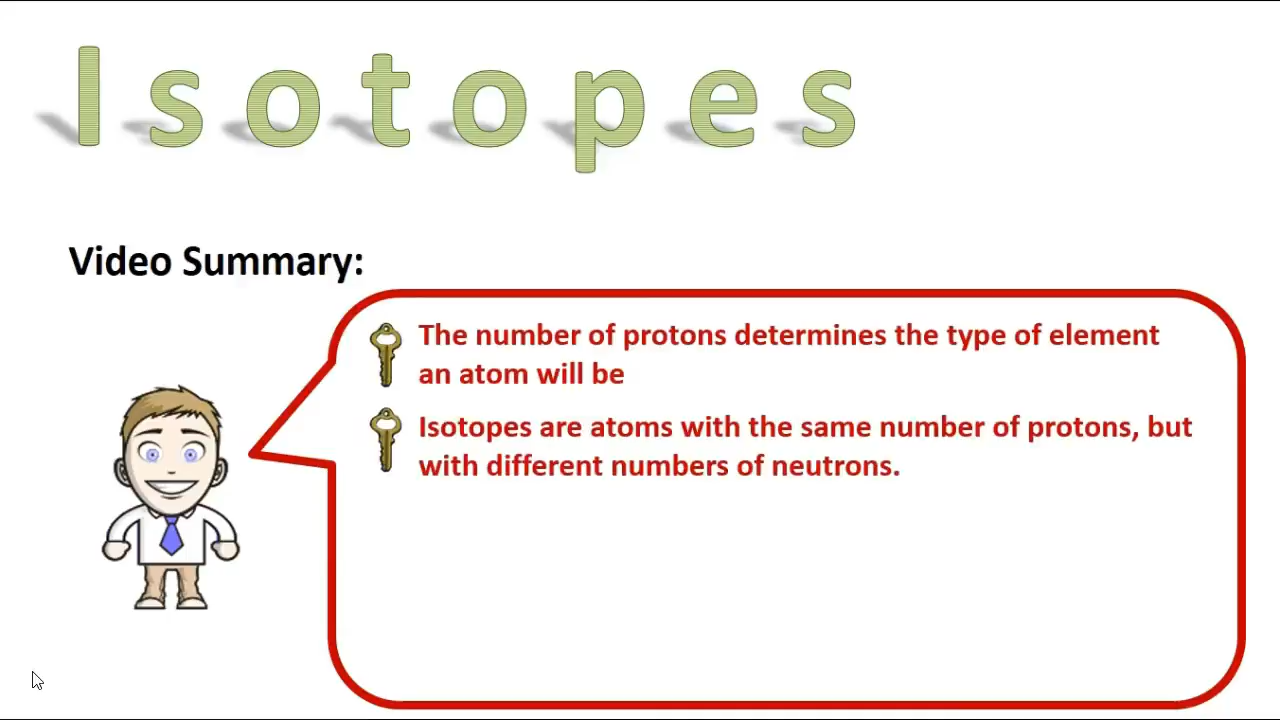 Isotopes
Video Summary:
The number of protons determines the type of element
an atom will be
Isotopes are atoms with the same number of protons, but
with different numbers of neutrons.